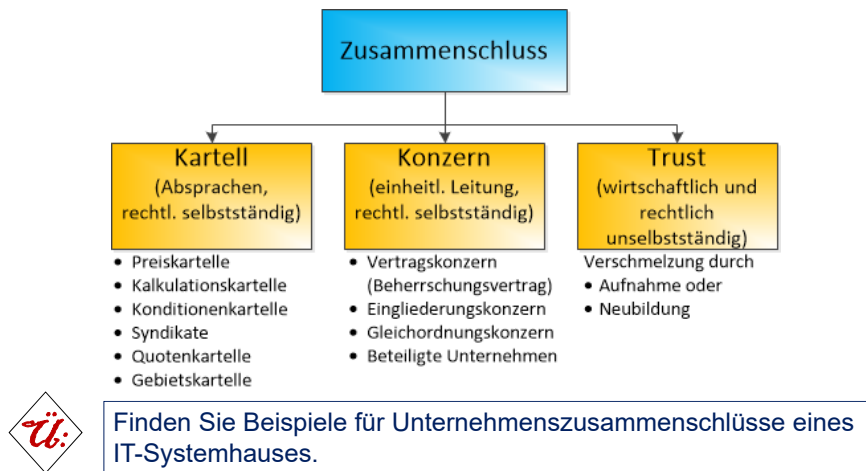 Zusammenschluss
Kartell
(Absprachen,
rechtl. selbstständig)
• Preiskartelle
• Kalkulationskartelle
• Konditionenkartelle
• Syndikate
• Quotenkartelle
• Gebietskartelle
Konzern
(einheitl. Leitung,
rechtl. selbstständig)
• Vertragskonzern
(Beherrschungsvertrag)
• Eingliederungskonzern
• Gleichordnungskonzern
• Beteiligte Unternehmen
Trust
(wirtschaftlich und
rechtlich
unselbstständig)
Verschmelzung durch
• Aufnahme oder
• Neubildung
Ü:
Finden Sie Beispiele für Unternehmenszusammenschlüsse eines
IT-Systemhauses.